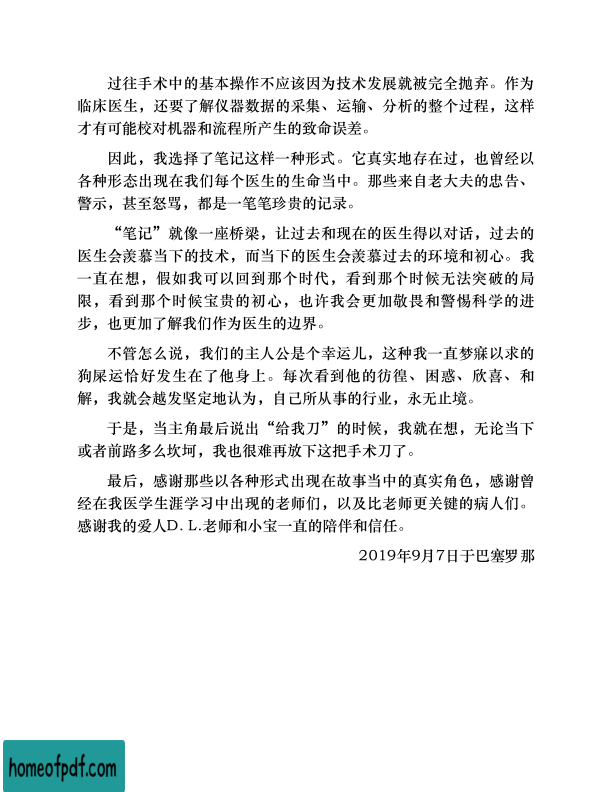 过往手术中的基本操作不应该因为技术发展就被完全抛弃。作为
临床医生，还要了解仪器数据的采集、运输、分析的整个过程，这样
才有可能校对机器和流程所产生的致命误差。
因此，我选择了笔记这样一种形式。它真实地存在过，也曾经以
各种形态出现在我们每个医生的生命当中。那些来自老大夫的忠告、
警示，甚至怒骂，都是一笔笔珍贵的记录。
“笔记”就像一座桥梁，让过去和现在的医生得以对话，过去的
医生会羡慕当下的技术，而当下的医生会羡慕过去的环境和初心。我
一直在想，假如我可以回到那个时代，看到那个时候无法突破的局
限，看到那个时候宝贵的初心，也许我会更加敬畏和警惕科学的进
步，也更加了解我们作为医生的边界。
不管怎么说，我们的主人公是个幸运儿，这种我一直梦寐以求的
狗屎运恰好发生在了他身上。每次看到他的彷徨、困惑、欣喜、和
解，我就会越发坚定地认为，自己所从事的行业，永无止境。
于是，当主角最后说出“给我刀”的时候，我就在想，无论当下
或者前路多么坎坷，我也很难再放下这把手术刀了。
最后，感谢那些以各种形式出现在故事当中的真实角色，感谢曾
经在我医学生涯学习中出现的老师们，以及比老师更关键的病人们。
感谢我的爱人D. L.老师和小宝一直的陪伴和信任。
2019年9月7日于巴塞罗那
homeofpdf.com